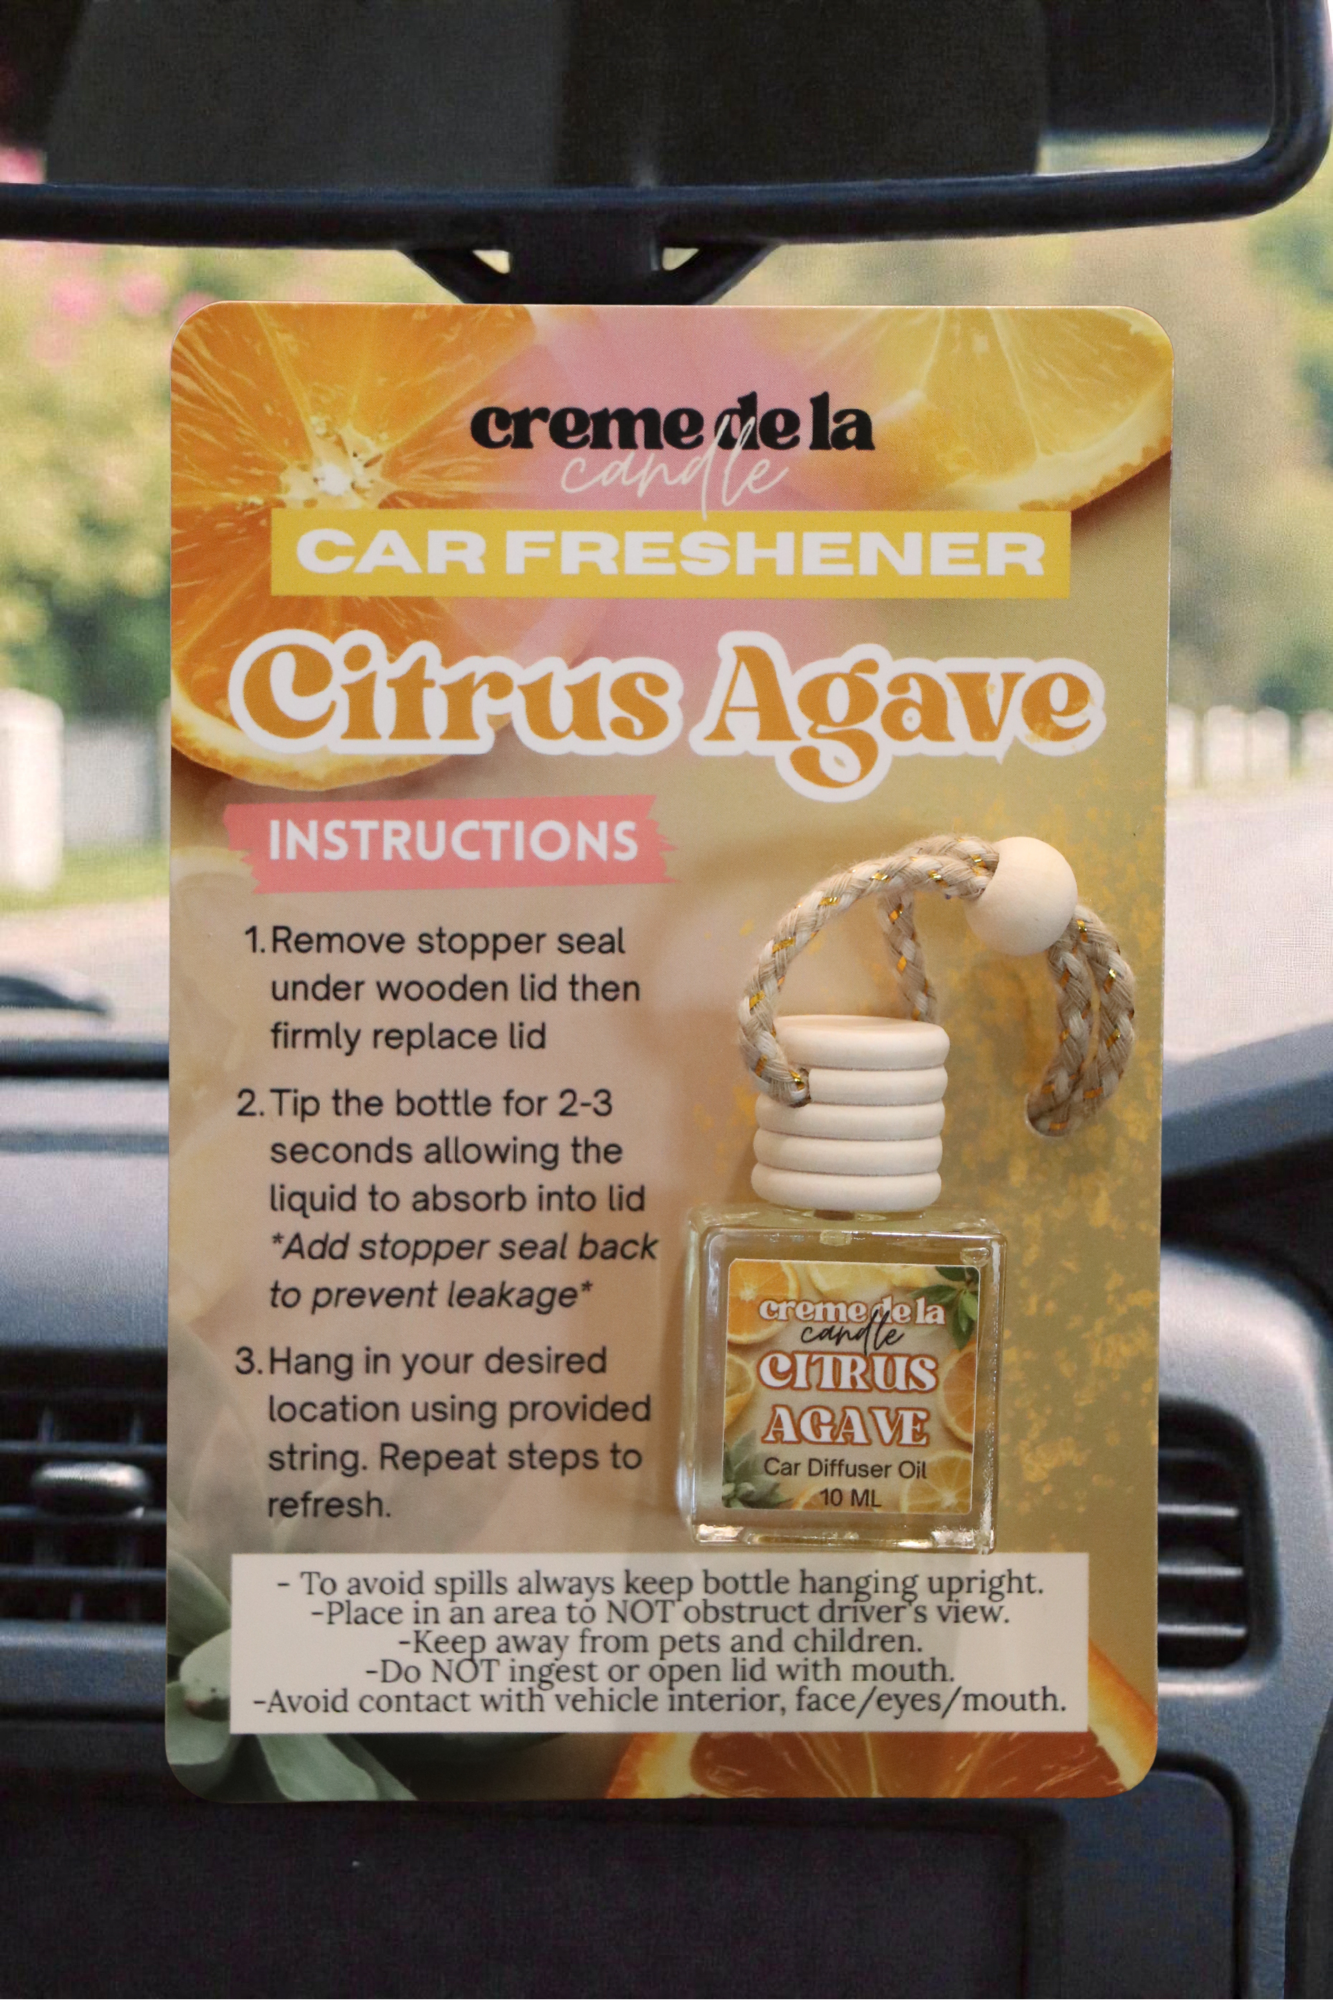 creme de la
candle
CAR FRESHENER
Citrus Agave
INSTRUCTIONS
1. Remove stopper seal
under wooden lid then
firmly replace lid
2. Tip the bottle for 2-3
seconds allowing the
liquid to absorb into lid
*Add stopper seal back
to prevent leakage*
3. Hang in your desired
location using provided
string. Repeat steps to
refresh.
creme de la
candle
CITRUS
AGAVE
Car Diffuser Oil
10 ML
- To avoid spills always keep bottle hanging upright.
-Place in an area to NOT obstruct driver's view.
-Keep away from pets and children.
-Do NOT ingest or open lid with mouth.
-Avoid contact with vehicle interior, face/eyes/mouth.